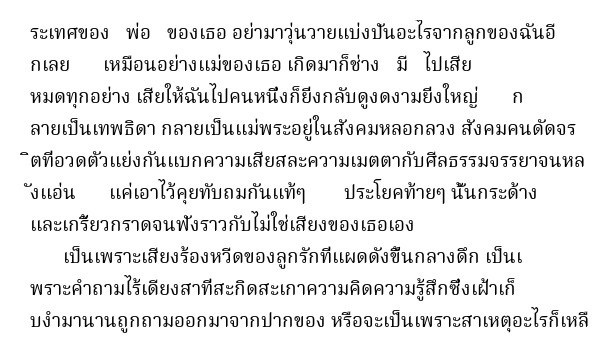 ระเทศของ พ่อ ของเธอ อย่ามาวุ่นวายแบ่งปันอะไรจากลูกของฉันอี
กเลย เหมือนอย่างแม่ของเธอ เกิดมาก็ช่าง มี ไปเสีย
หมดทุกอย่าง เสียให้ฉันไปคนหนึ่งก็ยิ่งกลับดูงดงามยิ่งใหญ่ ก
ลายเป็นเทพธิดา กลายเป็นแม่พระอยู่ในสังคมหลอกลวง สังคมคนดัดจร
ิตที่อวดตัวแย่งกันแบกความเสียสละความเมตตากับศีลธรรมจรรยาจนหล
ังแอ่น แค่เอาไว้คุยทับถมกันแท้ๆ ประโยคท้ายๆ นั้นกระด้าง
และเกรี้ยวกราดจนฟังราวกับไม่ใช่เสียงของเธอเอง
เป็นเพราะเสียงร้องหวีดของลูกรักที่แผดดังขึ้นกลางดึก เป็นเ
พราะคำถามไร้เดียงสาที่สะกิดสะเกาความคิดความรู้สึกซึ่งเฝ้าเก็
บงำมานานถูกถามออกมาจากปากของ หรือจะเป็นเพราะสาเหตุอะไรก็เหลื